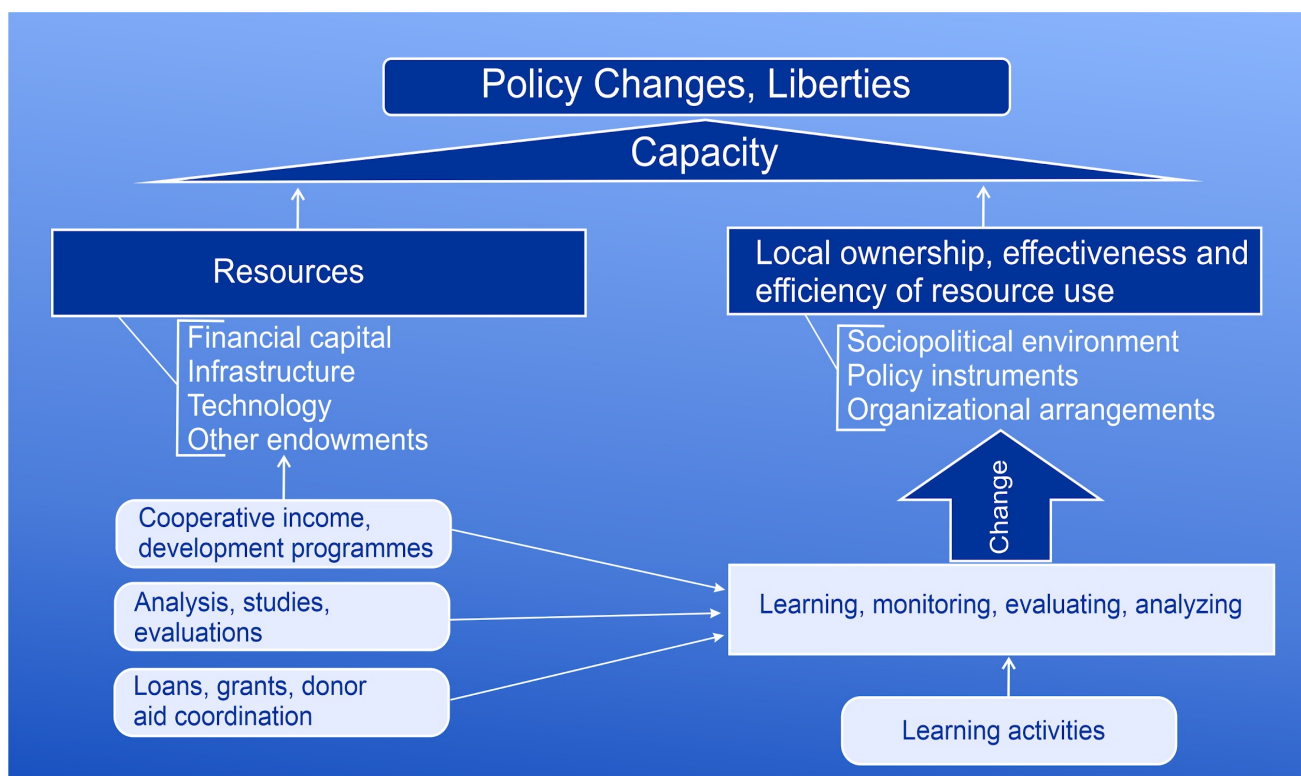 Policy Changes, Liberties
Capacity
Resources
Financial capital
Infrastructure
Technology
Other endowments
Cooperative income,
development programmes
Analysis, studies,
evaluations
Loans, grants, donor
aid coordination
Local ownership, effectiveness and
efficiency of resource use
Sociopolitical environment
Policy instruments
Organizational arrangements
Change
Learning, monitoring, evaluating, analyzing
Learning activities